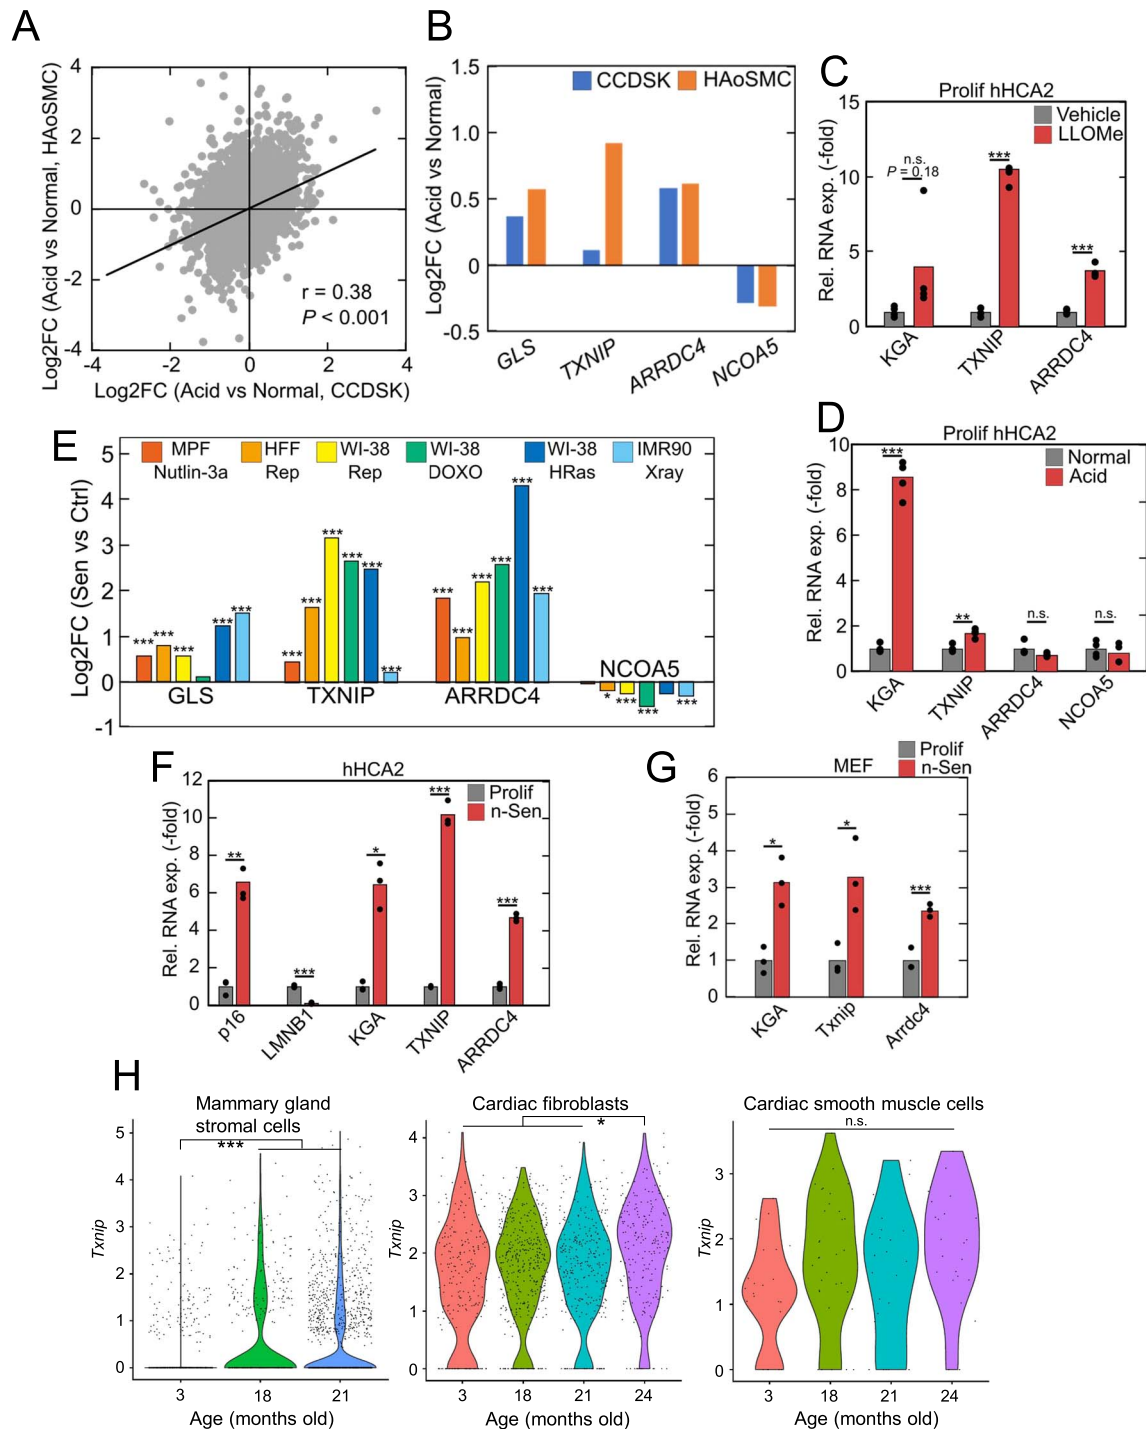 A
4
2
0
-2
-4
-4
-2
0
2
4
r = 0.38
P < 0.001
Log2FC (Acid vs Normal, HAoSMC)
Log2FC (Acid vs Normal, CCDSK)
B
1.5
1.0
0.5
0
-0.5
CCDSK
HAoSMC
Log2FC (Acid vs Normal)
GLS
TXNIP
ARRDC4
NCOA5
C
Prolif hHCA2
15
10
5
0
Vehicle
LLOMe
n.s.
P = 0.18
***
***
Rel. RNA exp. (-fold)
KGA
TXNIP
ARRDC4
D
Prolif hHCA2
10
8
6
4
2
0
Normal
Acid
***
**
n.s.
n.s.
Rel. RNA exp. (-fold)
KGA
TXNIP
ARRDC4
NCOA5
E
5
4
3
2
1
0
-1
MPF
Nutlin-3a
HFF
Rep
WI-38
Rep
WI-38
DOXO
WI-38
HRas
IMR90
Xray
Log2FC (Sen vs Ctrl)
*** *** *** *** ***
*** *** *** *** *** ***
*** *** *** *** *** ***
* *** *** ***
GLS
TXNIP
ARRDC4
NCOA5
F
hHCA2
12
10
8
6
4
2
0
Prolif
n-Sen
**
***
*
***
***
Rel. RNA exp. (-fold)
p16
LMNB1
KGA
TXNIP
ARRDC4
G
MEF
6
5
4
3
2
1
0
Prolif
n-Sen
*
*
***
Rel. RNA exp. (-fold)
KGA
Txnip
Arrdc4
H
Mammary gland
stromal cells
***
5
4
3
2
1
0
Txnip
3 18 21
Age (months old)
Cardiac fibroblasts
*
4
3
2
1
0
Txnip
3 18 21 24
Age (months old)
Cardiac smooth muscle cells
n.s.
3
2
1
0
Txnip
3 18 21 24
Age (months old)